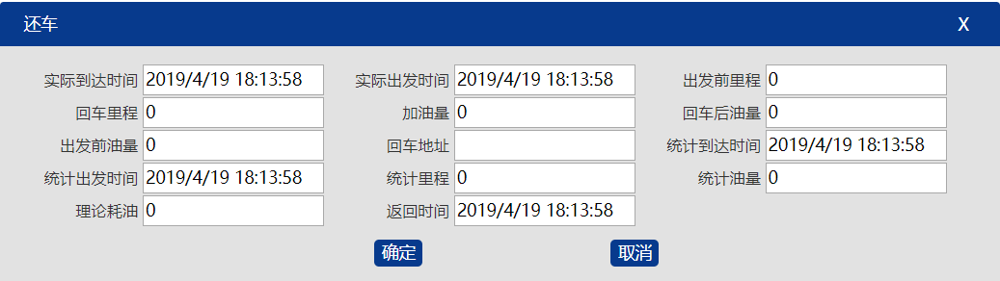 还车 X
实际到达时间 2019/4/19 18:13:58 实际出发时间 2019/4/19 18:13:58 出发前里程 0
回车里程 0 加油量 0 回车后油量 0
出发前油量 0 回车地址 统计到达时间 2019/4/19 18:13:58
统计出发时间 2019/4/19 18:13:58 统计里程 0 统计油量 0
理论耗油 0 返回时间 2019/4/19 18:13:58
确定 取消